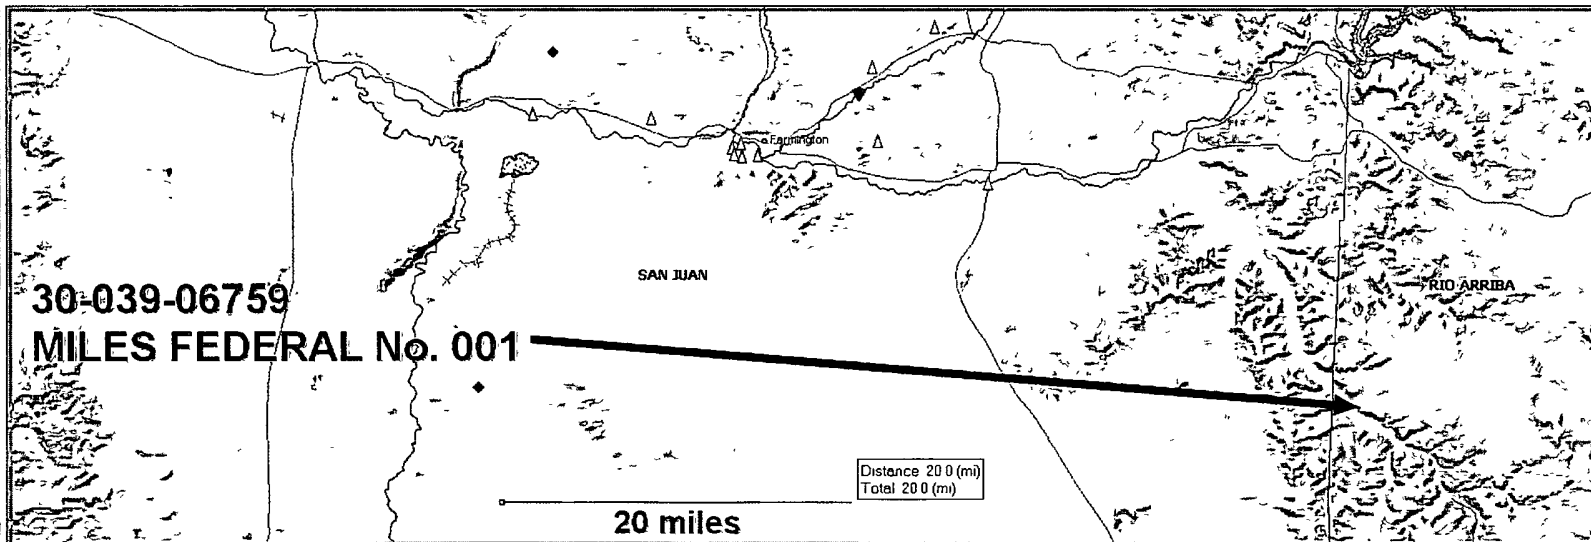 Farmington
SAN JUAN
RIO ARRIBA
30-039-06759
MILES FEDERAL No. 001
Distance 20 0 (mi)
Total 20 0 (mi)
20 miles